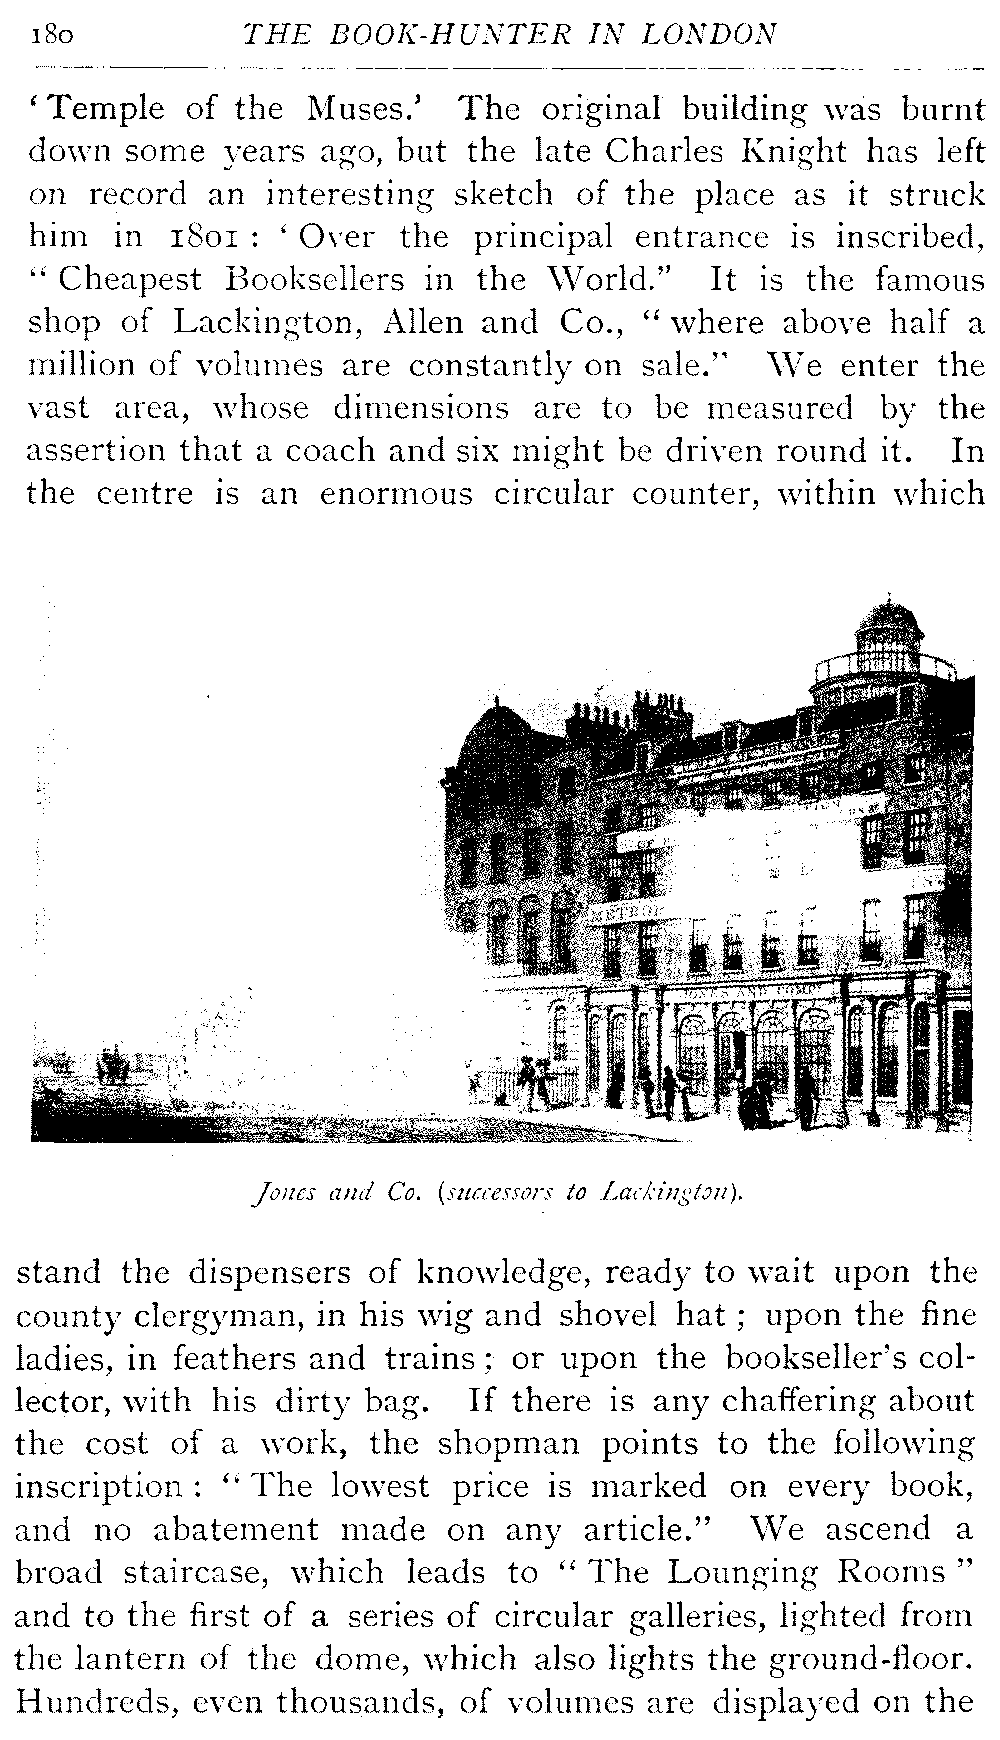 180 THE BOOK-HUNTER IN LONDON
‘Temple of the Muses.’ The original building was burnt
down some years ago, but the late Charles Knight has left
on record an interesting sketch of the place as it struck
him in 1801 : ‘Over the principal entrance is inscribed,
“Cheapest Booksellers in the World.” It is the famous
shop of Lackington, Allen and Co., “where above half a
million of volumes are constantly on sale.” We enter the
vast area, whose dimensions are to be measured by the
assertion that a coach and six might be driven round it. In
the centre is an enormous circular counter, within which
JONES AND COMPY
Jones and Co. (successors to Lackington).
stand the dispensers of knowledge, ready to wait upon the
county clergyman, in his wig and shovel hat ; upon the fine
ladies, in feathers and trains ; or upon the bookseller’s col-
lector, with his dirty bag. If there is any chaffering about
the cost of a work, the shopman points to the following
inscription : “The lowest price is marked on every book,
and no abatement made on any article.” We ascend a
broad staircase, which leads to “The Lounging Rooms”
and to the first of a series of circular galleries, lighted from
the lantern of the dome, which also lights the ground-floor.
Hundreds, even thousands, of volumes are displayed on the